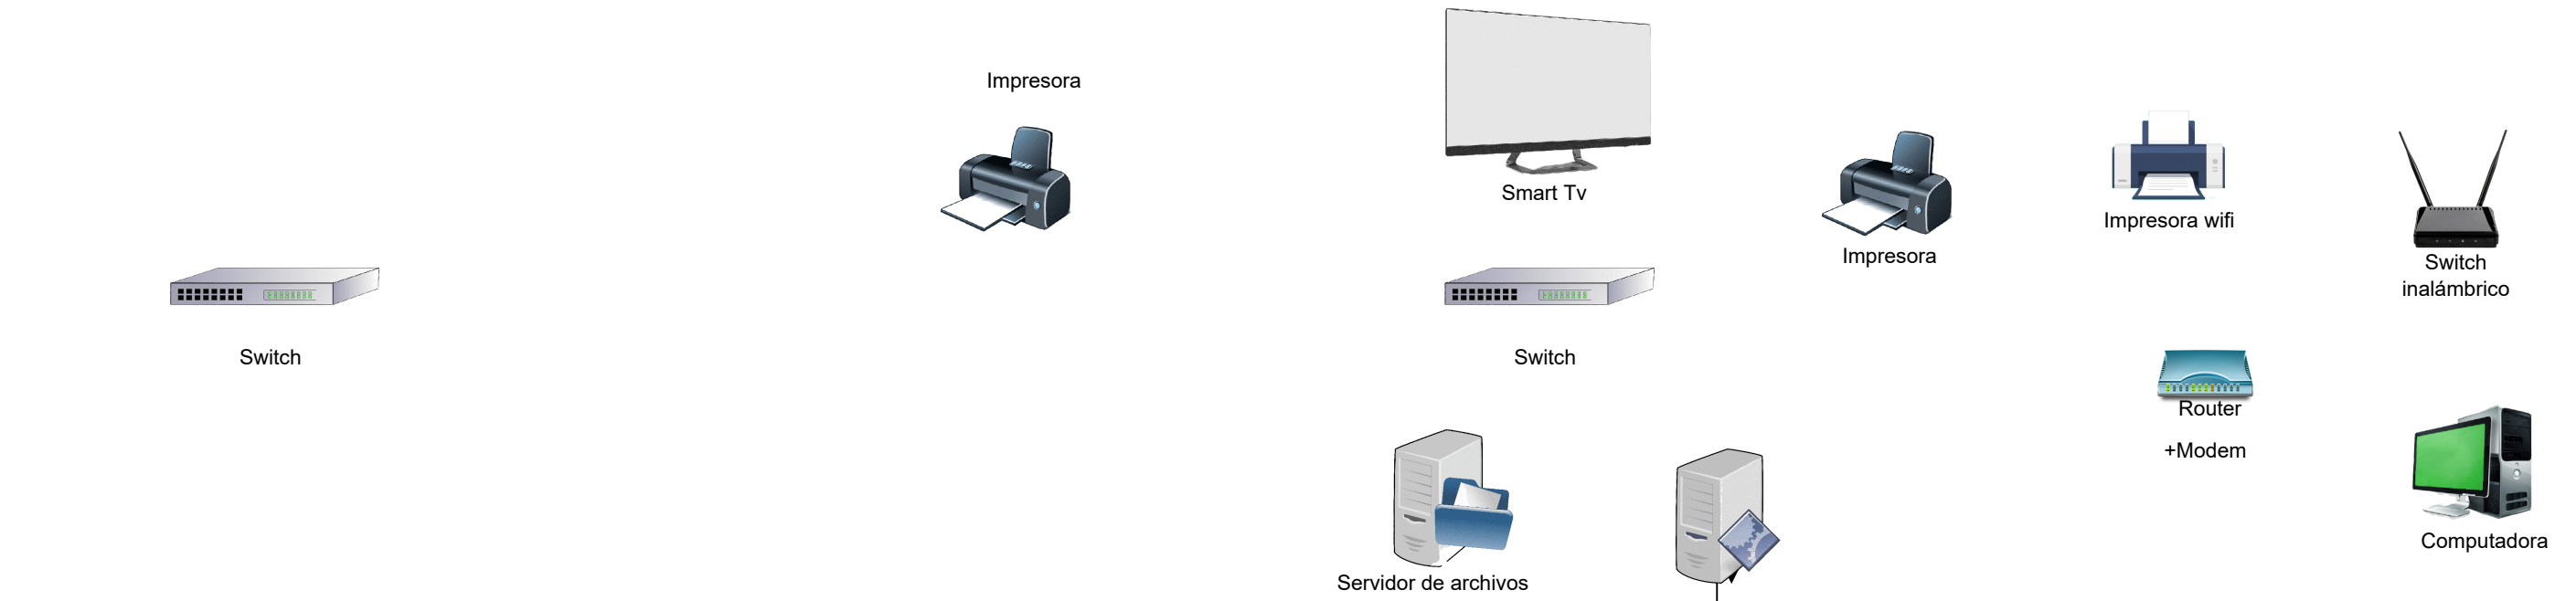 Impresora
Smart Tv
Impresora wifi
Impresora
Switch
inalámbrico
Switch
Switch
Router
+Modem
Computadora
Servidor de archivos